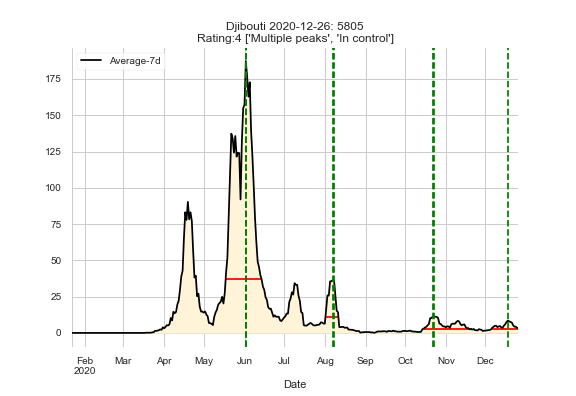 Djibouti 2020-12-26: 5805
Rating:4 ['Multiple peaks', 'In control']
Average-7d
175
150
125
100
75
50
25
0
Feb Mar Apr May Jun Jul Aug Sep Oct Nov Dec
2020
Date